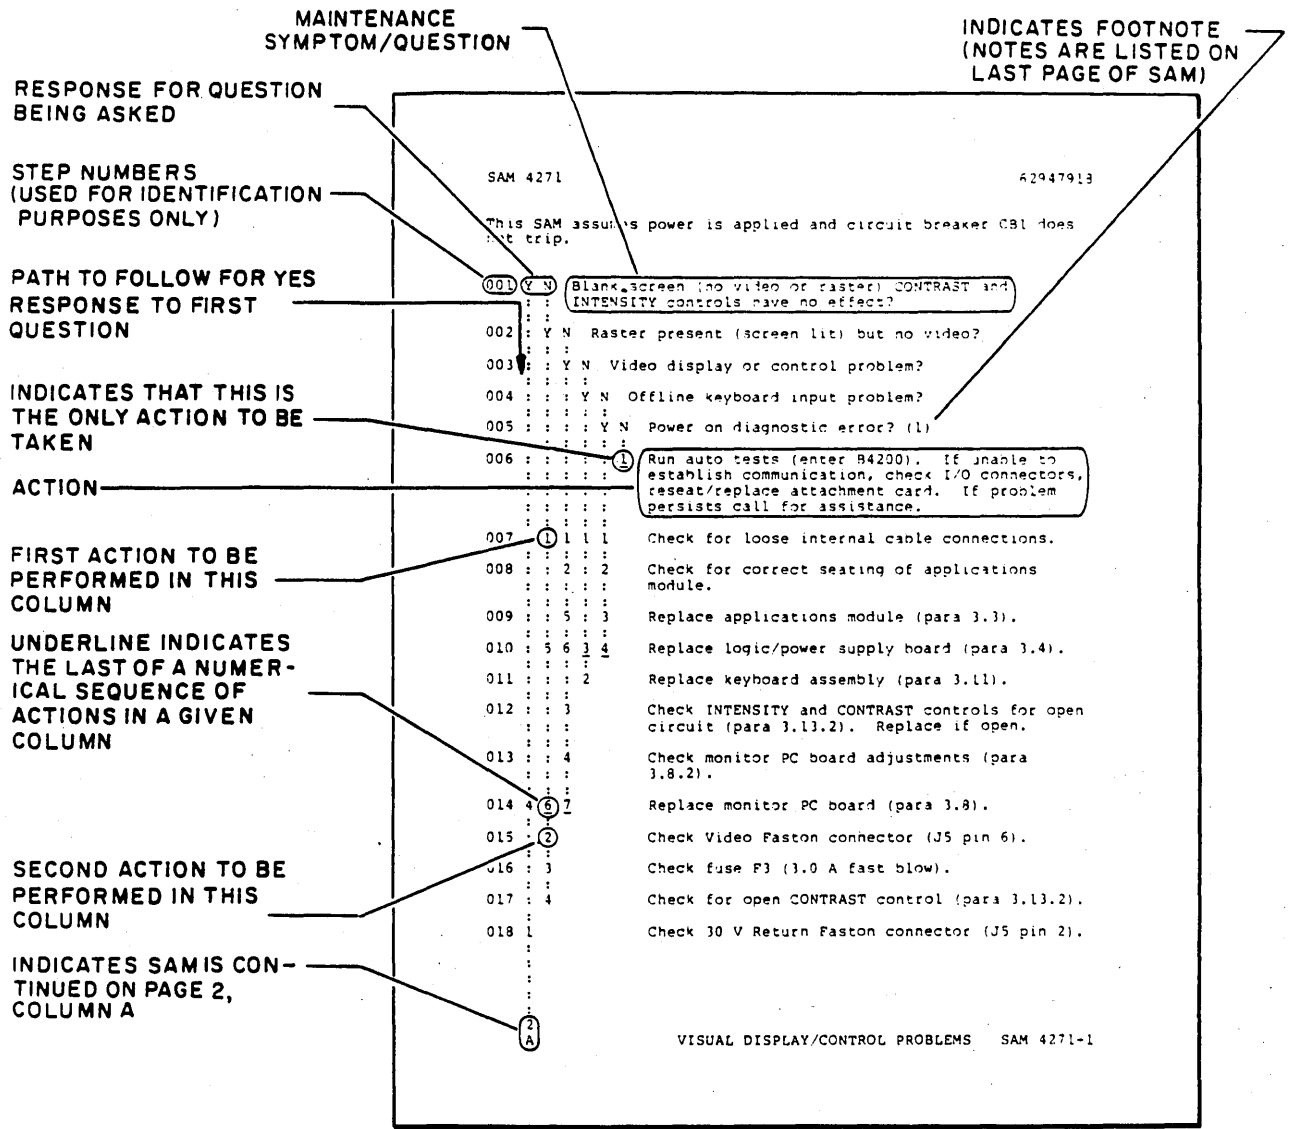 MAINTENANCE
SYMPTOM/QUESTION
INDICATES FOOTNOTE
(NOTES ARE LISTED ON
LAST PAGE OF SAM)
RESPONSE FOR QUESTION
BEING ASKED
STEP NUMBERS
(USED FOR IDENTIFICATION
PURPOSES ONLY)
PATH TO FOLLOW FOR YES
RESPONSE TO FIRST
QUESTION
INDICATES THAT THIS IS
THE ONLY ACTION TO BE
TAKEN
ACTION
FIRST ACTION TO BE
PERFORMED IN THIS
COLUMN
UNDERLINE INDICATES
THE LAST OF A NUMER-
ICAL SEQUENCE OF
ACTIONS IN A GIVEN
COLUMN
SECOND ACTION TO BE
PERFORMED IN THIS
COLUMN
INDICATES SAM IS CON-
TINUED ON PAGE 2,
COLUMN A
SAM 4271 62947913
This SAM assumes power is applied and circuit breaker CB1 does
not trip.
001 Y N Blank screen (no video or raster) CONTRAST and
INTENSITY controls have no effect?
002 : Y N Raster present (screen lit) but no video?
003 : : Y N Video display or control problem?
004 : : : Y N Offline keyboard input problem?
005 : : : : Y N Power on diagnostic error? (1)
006 : : : : : 1 Run auto tests (enter B4200). If unable to
establish communication, check I/O connectors,
reseat/replace attachment card. If problem
persists call for assistance.
007 : 1 1 1 1 Check for loose internal cable connections.
008 : : 2 : 2 Check for correct seating of applications
module.
009 : : 5 : 3 Replace applications module (para 3.3).
010 : 5 6 3 4 Replace logic/power supply board (para 3.4).
011 : : : 2 Replace keyboard assembly (para 3.11).
012 : : 3 Check INTENSITY and CONTRAST controls for open
circuit (para 3.13.2). Replace if open.
013 : : 4 Check monitor PC board adjustments (para
3.8.2).
014 4 6 7 Replace monitor PC board (para 3.8).
015 : 2 Check Video Faston connector (J5 pin 6).
016 : 3 Check fuse F3 (3.0 A fast blow).
017 : 4 Check for open CONTRAST control (para 3.13.2).
018 1 Check 30 V Return Faston connector (J5 pin 2).
2
A
VISUAL DISPLAY/CONTROL PROBLEMS SAM 4271-1